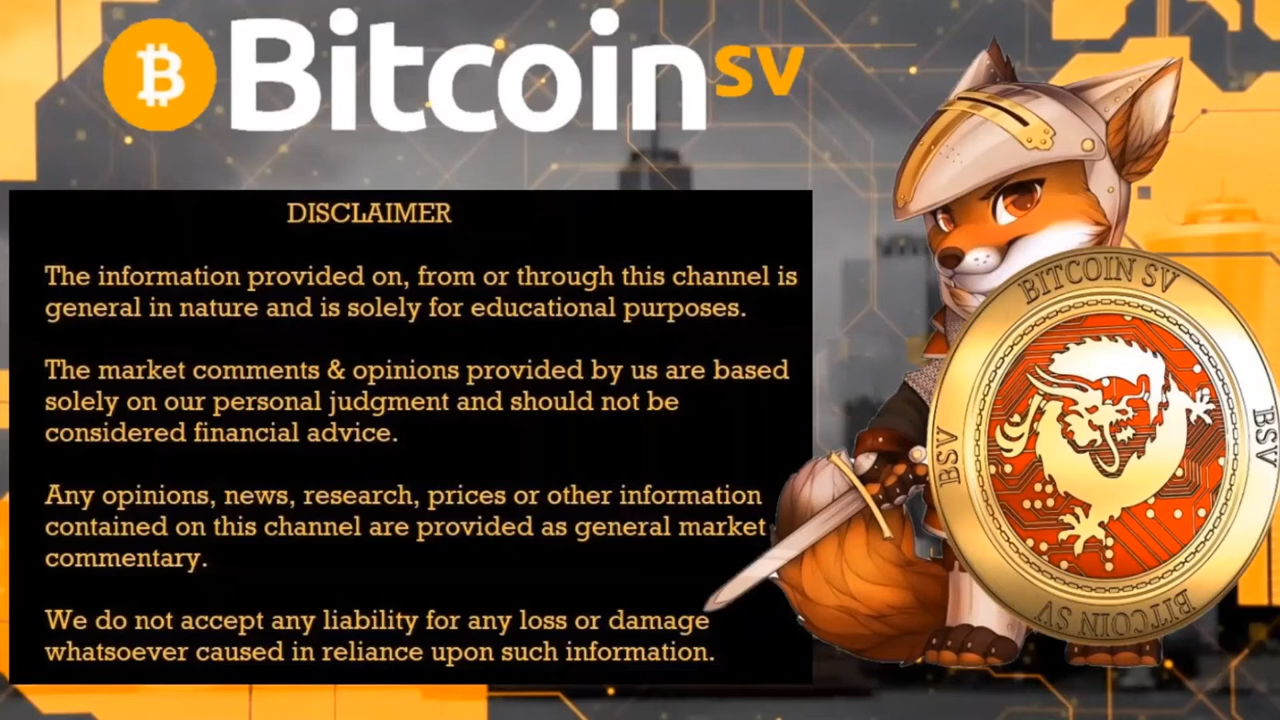 Bitcoin SV
DISCLAIMER
The information provided on, from or through this channel is
general in nature and is solely for educational purposes.
The market comments & opinions provided by us are based
solely on our personal judgment and should not be
considered financial advice.
Any opinions, news, research, prices or other information
contained on this channel are provided as general market
commentary.
We do not accept any liability for any loss or damage
whatsoever caused in reliance upon such information.
BITCOIN SV
BSV
BSV
BITCOIN SV